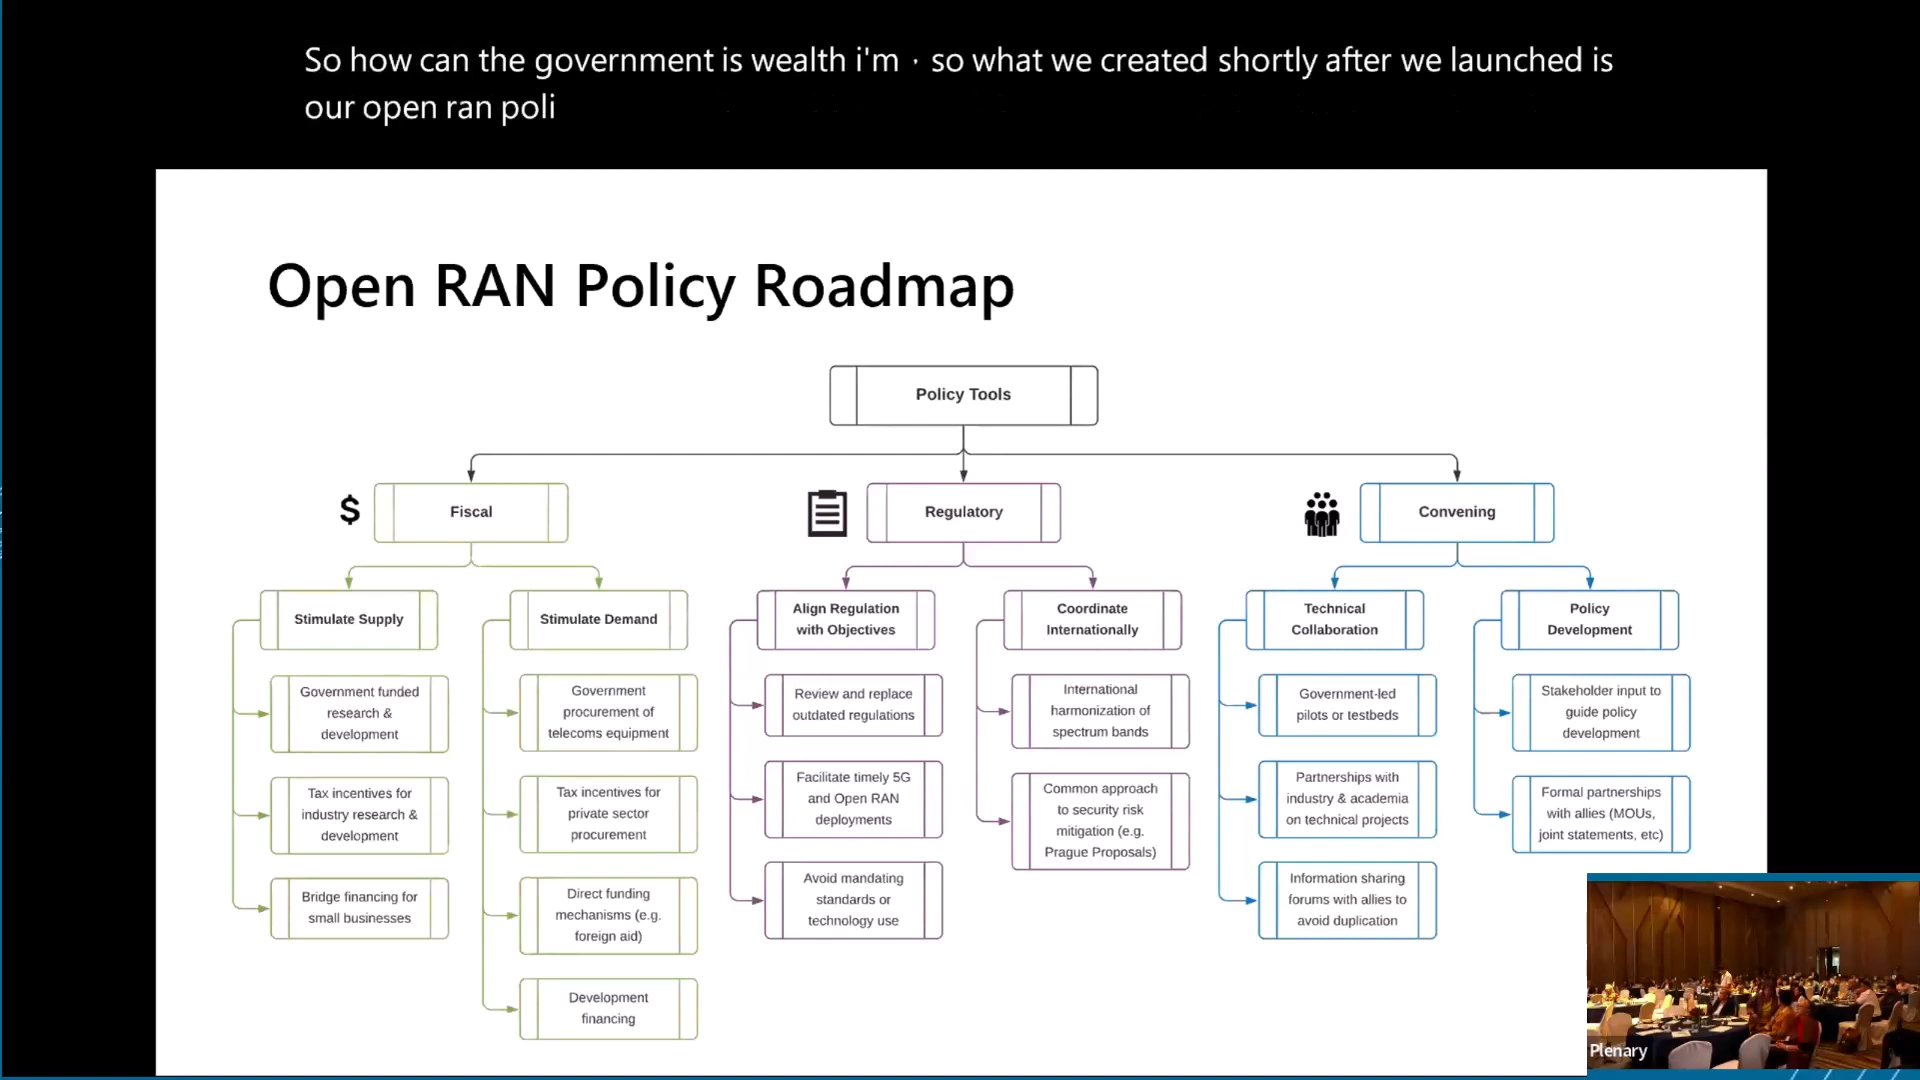 So how can the government is wealth i'm · so what we created shortly after we launched is
our open ran poli
Open RAN Policy Roadmap
Policy Tools
$
Fiscal
Regulatory
Convening
Stimulate Supply
Stimulate Demand
Align Regulation
with Objectives
Coordinate
Internationally
Technical
Collaboration
Policy
Development
Government funded
research &
development
Tax incentives for
industry research &
development
Bridge financing for
small businesses
Government
procurement of
telecoms equipment
Tax incentives for
private sector
procurement
Direct funding
mechanisms (e.g.
foreign aid)
Development
financing
Review and replace
outdated regulations
Facilitate timely 5G
and Open RAN
deployments
Avoid mandating
standards or
technology use
International
harmonization of
spectrum bands
Common approach
to security risk
mitigation (e.g.
Prague Proposals)
Government-led
pilots or testbeds
Partnerships with
industry & academia
on technical projects
Information sharing
forums with allies to
avoid duplication
Stakeholder input to
guide policy
development
Formal partnerships
with allies (MOUs,
joint statements, etc)
Plenary